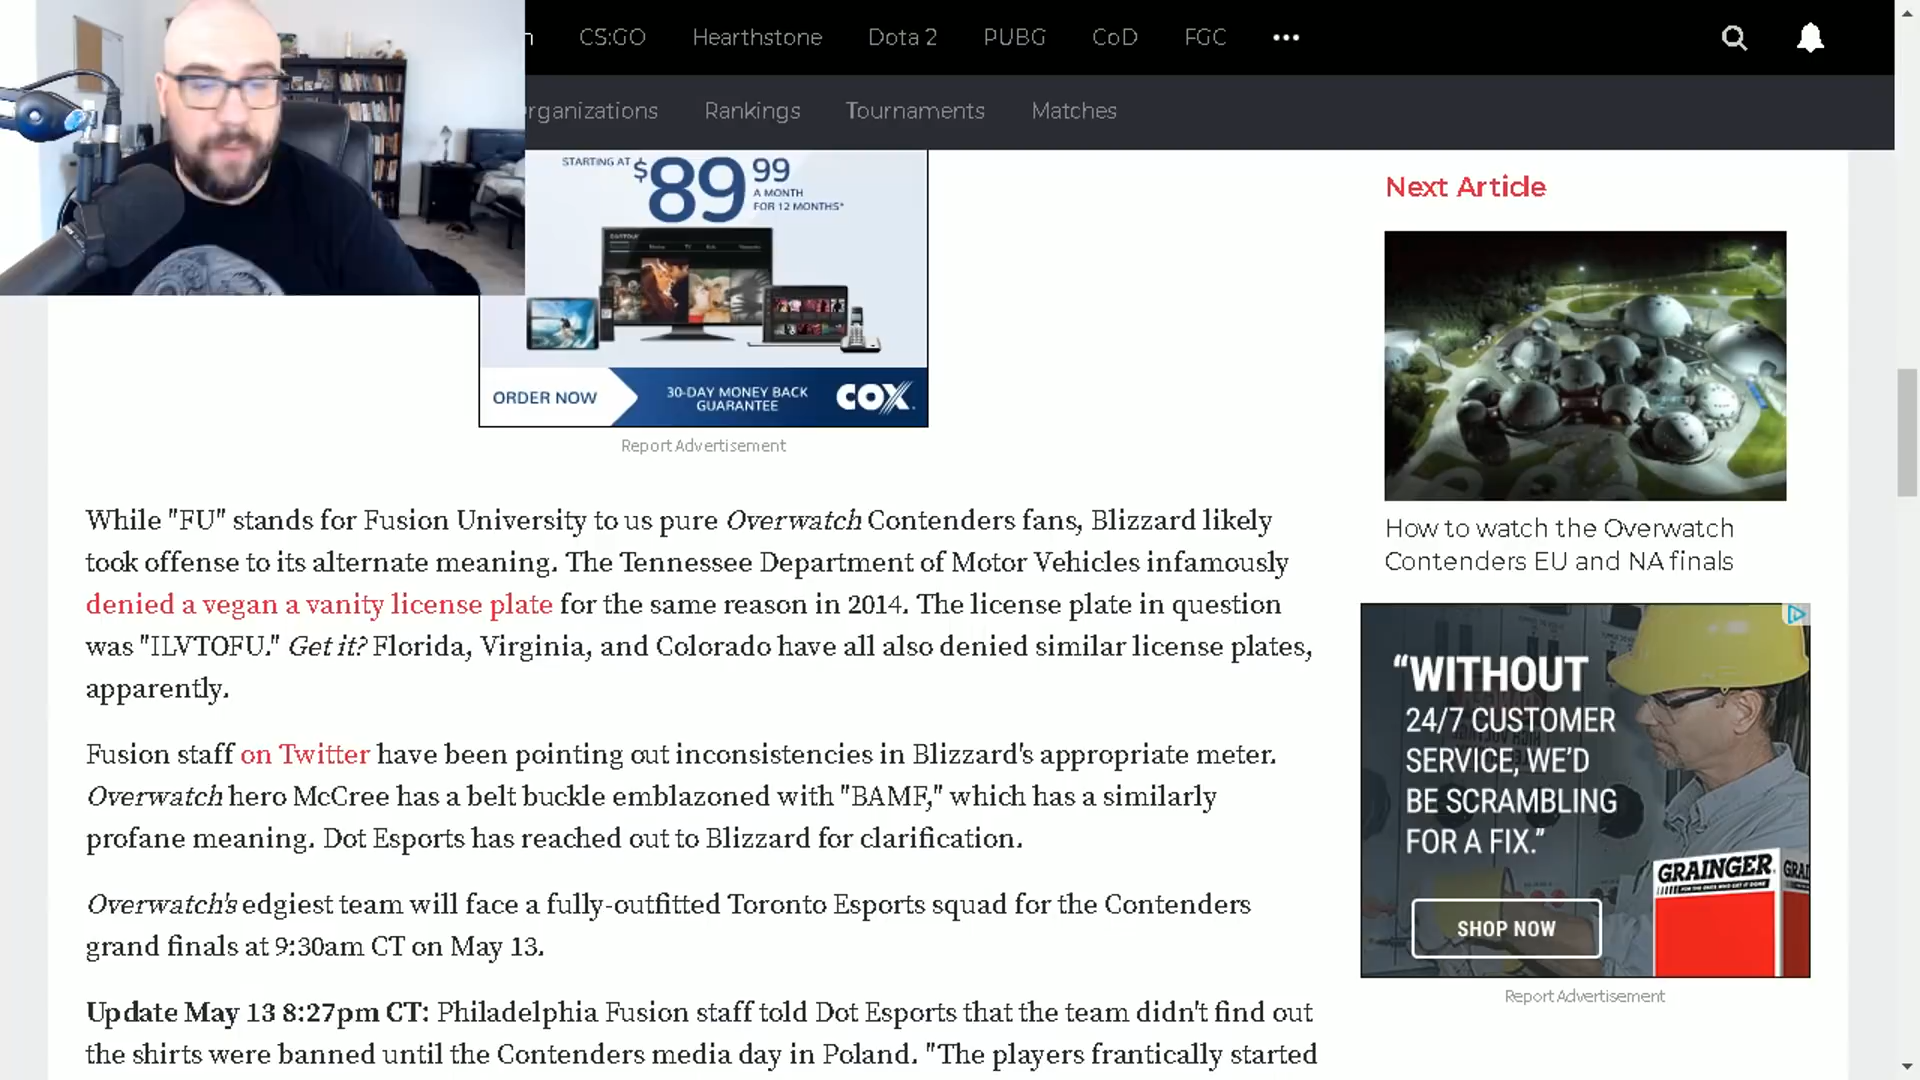 CS:GO Hearthstone Dota 2 PUBG CoD FGC
Rankings Tournaments Matches
STARTING AT $89 99
A MONTH
FOR 12 MONTHS*
ORDER NOW
30-DAY MONEY BACK
GUARANTEE
COX
Report Advertisement
While "FU" stands for Fusion University to us pure Overwatch Contenders fans, Blizzard likely
took offense to its alternate meaning. The Tennessee Department of Motor Vehicles infamously
denied a vegan a vanity license plate for the same reason in 2014. The license plate in question
was "ILVTOFU." Get it? Florida, Virginia, and Colorado have all also denied similar license plates,
apparently.
Fusion staff on Twitter have been pointing out inconsistencies in Blizzard's appropriate meter.
Overwatch hero McCree has a belt buckle emblazoned with "BAMF," which has a similarly
profane meaning. Dot Esports has reached out to Blizzard for clarification.
Overwatch's edgiest team will face a fully-outfitted Toronto Esports squad for the Contenders
grand finals at 9:30am CT on May 13.
Update May 13 8:27pm CT: Philadelphia Fusion staff told Dot Esports that the team didn't find out
the shirts were banned until the Contenders media day in Poland. "The players frantically started
Next Article
How to watch the Overwatch
Contenders EU and NA finals
“WITHOUT
24/7 CUSTOMER
SERVICE, WE’D
BE SCRAMBLING
FOR A FIX.”
SHOP NOW
GRAINGER
Report Advertisement